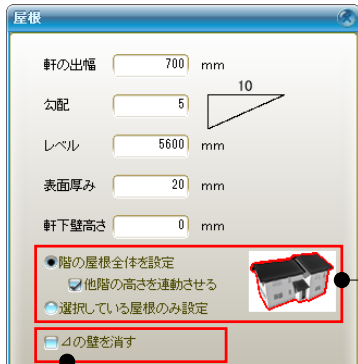 屋根
軒の出幅 700 mm
10
勾配 5
レベル 5600 mm
表面厚み 20 mm
軒下壁高さ 0 mm
階の屋根全体を設定
他階の高さを連動させる
選択している屋根のみ設定
⊿の壁を消す